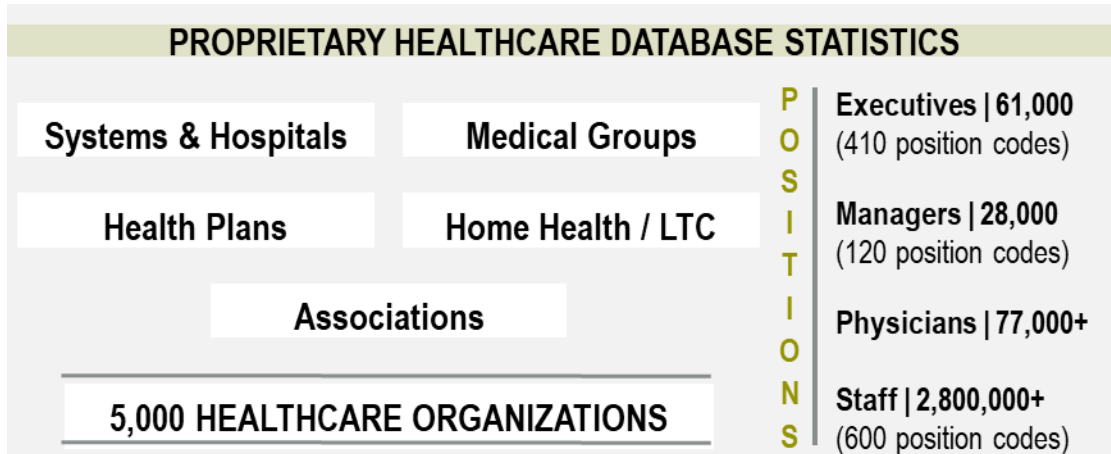 PROPRIETARY HEALTHCARE DATABASE STATISTICS
Systems & Hospitals
Medical Groups
Health Plans
Home Health / LTC
Associations
5,000 HEALTHCARE ORGANIZATIONS
POSITIONS
Executives | 61,000
(410 position codes)
Managers | 28,000
(120 position codes)
Physicians | 77,000+
Staff | 2,800,000+
(600 position codes)